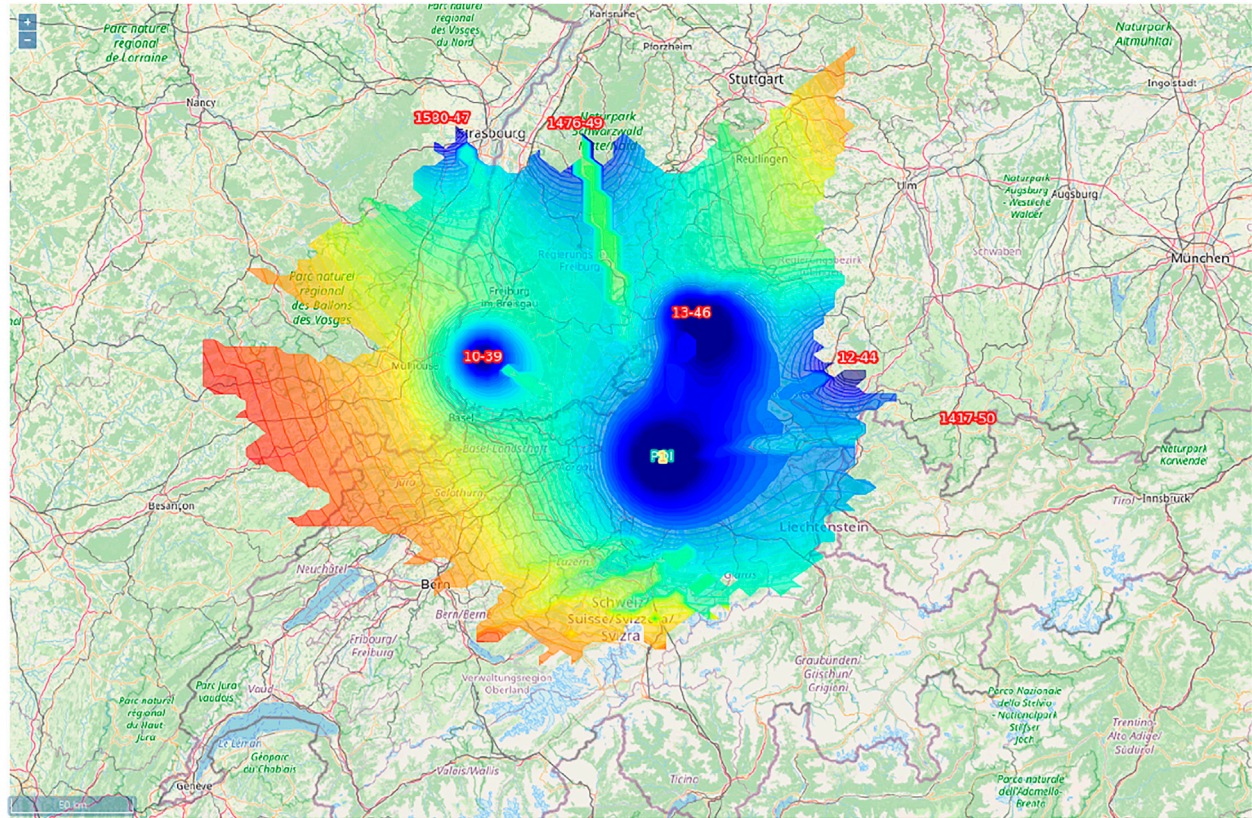 +
−
Parc naturel
régional
de Lorraine
Parc naturel
régional
des Vosges
du Nord
Karlsruhe
Pforzheim
Stuttgart
Naturpark
Altmühltal
Ingolstadt
Nancy
1580-47
Strasbourg
1476-49
Naturpark
Schwarzwald
Mitte/Nord
Reutlingen
Ulm
Naturpark
Augsburg
- Westliche
Wälder
Augsburg
Schwaben
München
Regierungsbezirk
Freiburg
Parc naturel
régional
des Ballons
des Vosges
Freiburg
im Breisgau
13-46
10-39
12-44
Mulhouse
1417-50
Basel
Basel-Landschaft
Aargau
Jura
Solothurn
Naturpark
Karwendel
Tirol
Innsbruck
Besançon
Liechtenstein
Neuchâtel
Bern
Luzern
Glarus
Bern/Berne
Schweiz/
Suisse/Svizzera/
Svizra
Fribourg/
Freiburg
Verwaltungsregion
Oberland
Graubünden/
Grischun/
Grigioni
Parc Jura
vaudois
Vaud
Parc naturel
régional
du Haut-
Jura
Le Léman
Géoparc
du Chablais
Genève
Valais/Wallis
Ticino
Parco Nazionale
dello Stelvio
- Nationalpark
Stilfser
Joch
Trentino-
Alto Adige/
Südtirol
Parco naturale
dell'Adamello-
Brenta
50 km